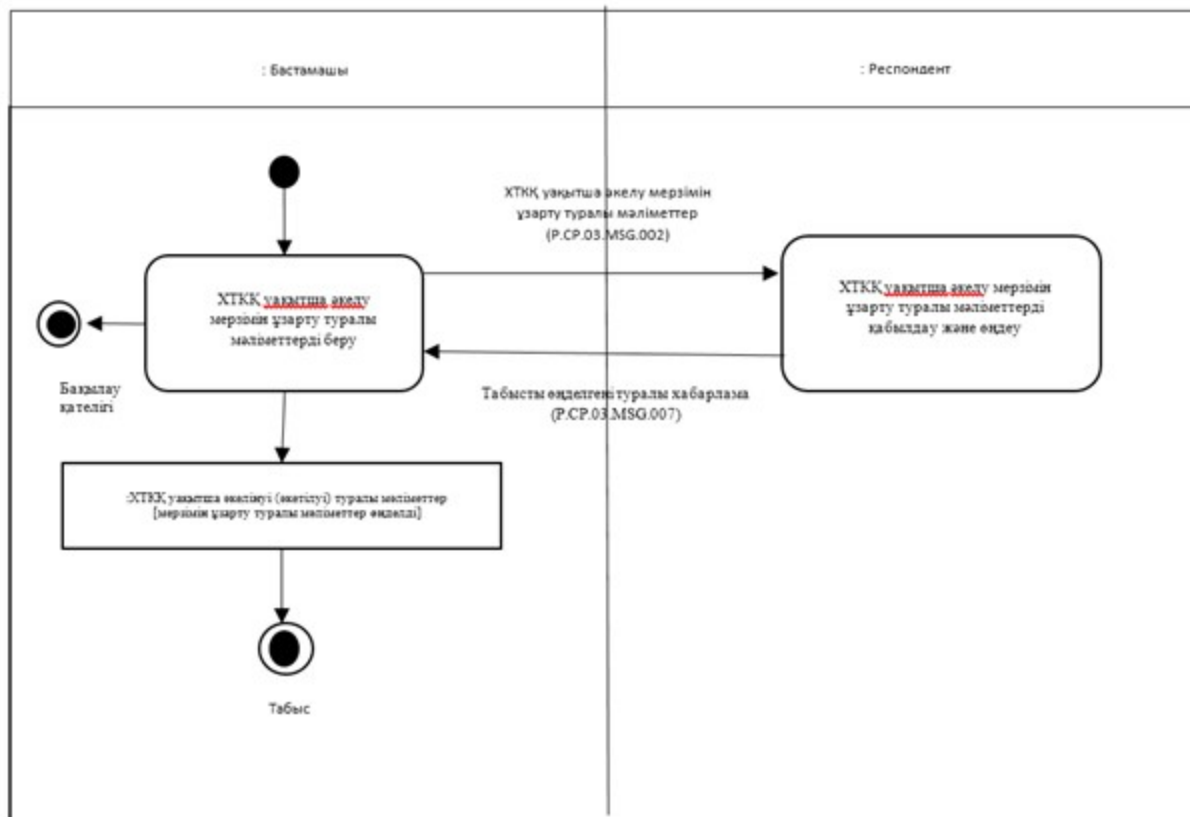 : Бастамашы
: Респондент
ХТКҚ уақытша әкелу мерзімін
ұзарту туралы мәліметтер
(P.CP.03.MSG.002)
ХТКҚ уақытша әкелу
мерзімін ұзарту туралы
мәліметтерді беру
ХТКҚ уақытша әкелу мерзімін
ұзарту туралы мәліметтерді
қабылдау және өңдеу
Бақылау
қателігі
Табысты өңделгені туралы хабарлама
(P.CP.03.MSG.007)
:ХТКҚ уақытша әкелінуі (әкетілуі) туралы мәліметтер
[мерзімін ұзарту туралы мәліметтер өңделді]
Табыс